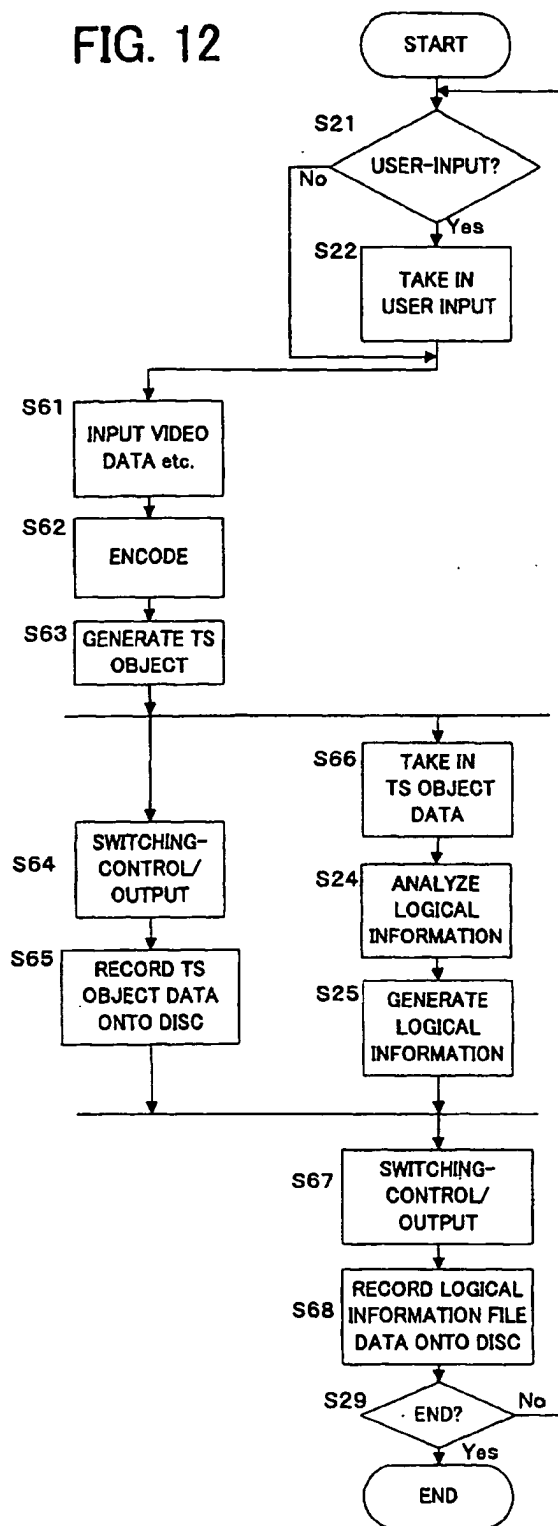 FIG. 12
START
S21
USER-INPUT?
No
Yes
S22
TAKE IN
USER INPUT
S61
INPUT VIDEO
DATA etc.
S62
ENCODE
S63
GENERATE TS
OBJECT
S66
TAKE IN
TS OBJECT
DATA
S64
SWITCHING-
CONTROL/
OUTPUT
S24
ANALYZE
LOGICAL
INFORMATION
S65
RECORD TS
OBJECT DATA
ONTO DISC
S25
GENERATE
LOGICAL
INFORMATION
S67
SWITCHING-
CONTROL/
OUTPUT
S68
RECORD LOGICAL
INFORMATION FILE
DATA ONTO DISC
S29
END?
No
Yes
END